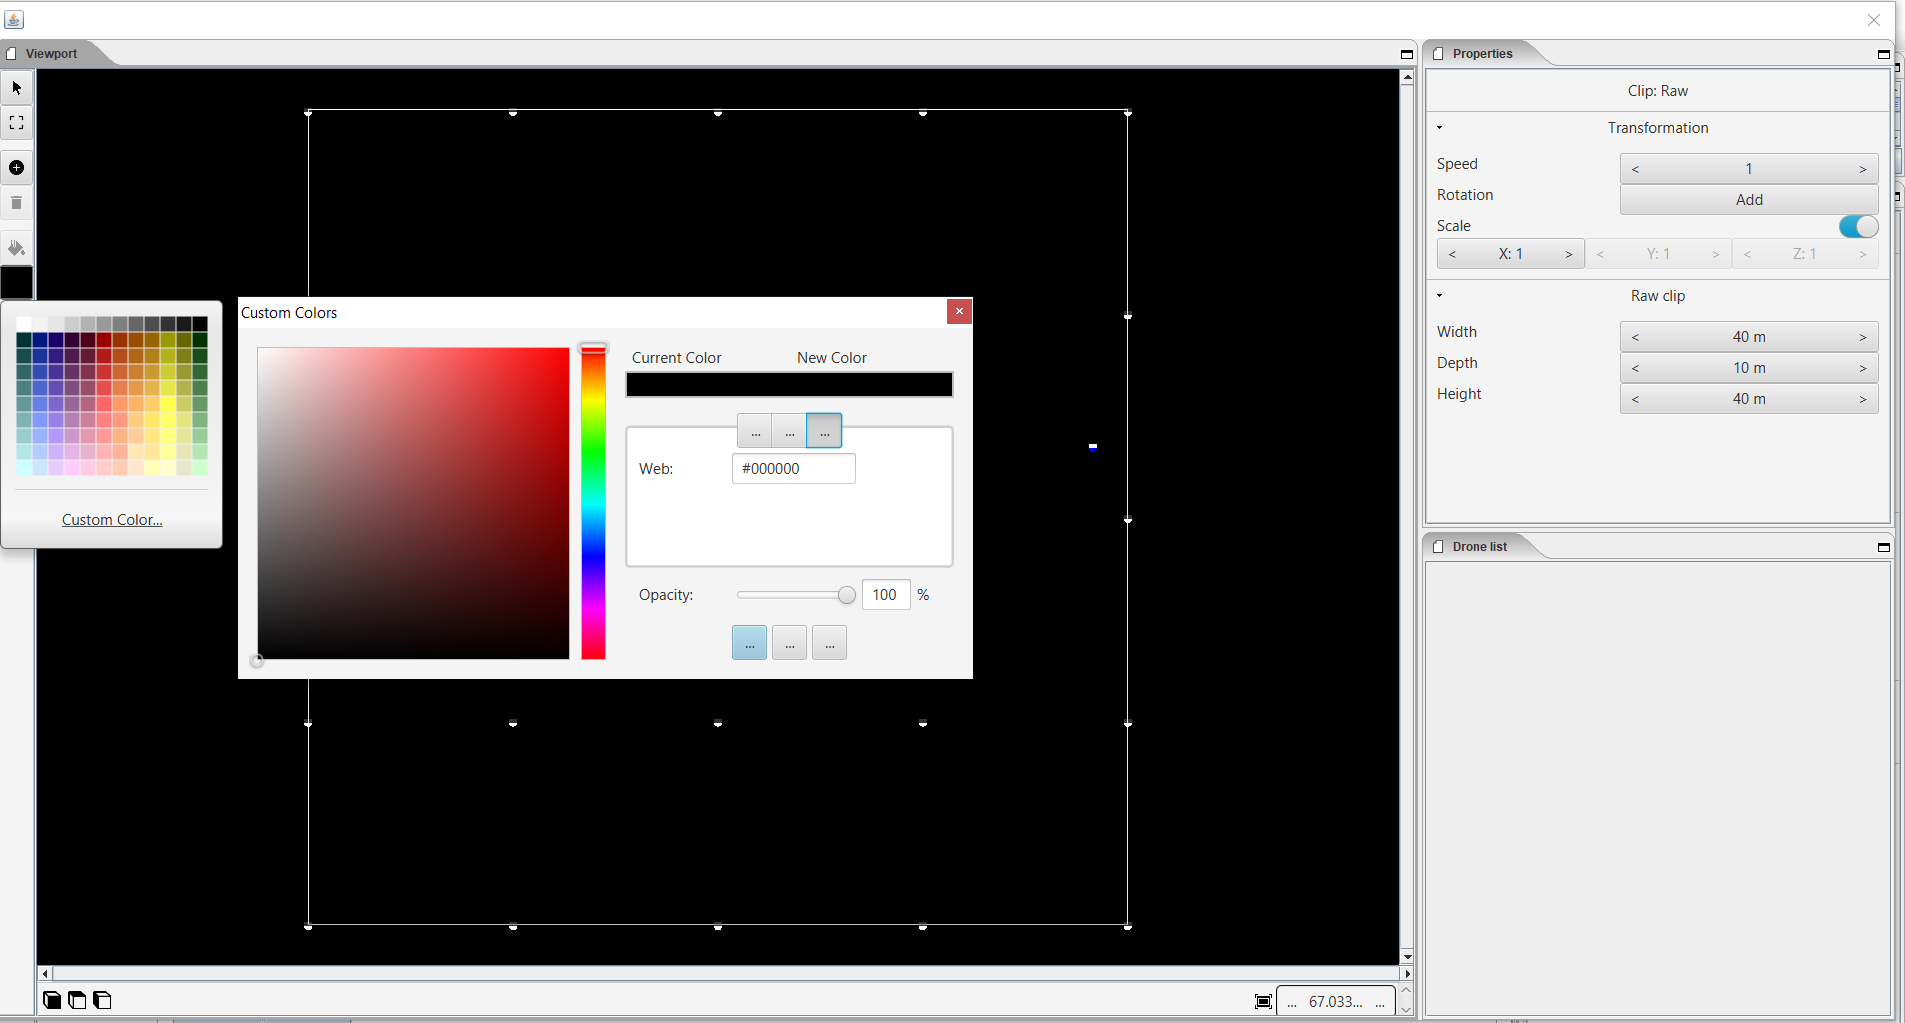 Viewport
Custom Color...
Custom Colors
Current Color
New Color
... ... ...
Web:
#000000
Opacity:
100
%
... ... ...
... 67.033... ...
Properties
Clip: Raw
Transformation
Speed
< 1 >
Rotation
Add
Scale
< X: 1 >
< Y: 1 >
< Z: 1 >
Raw clip
Width
< 40 m >
Depth
< 10 m >
Height
< 40 m >
Drone list